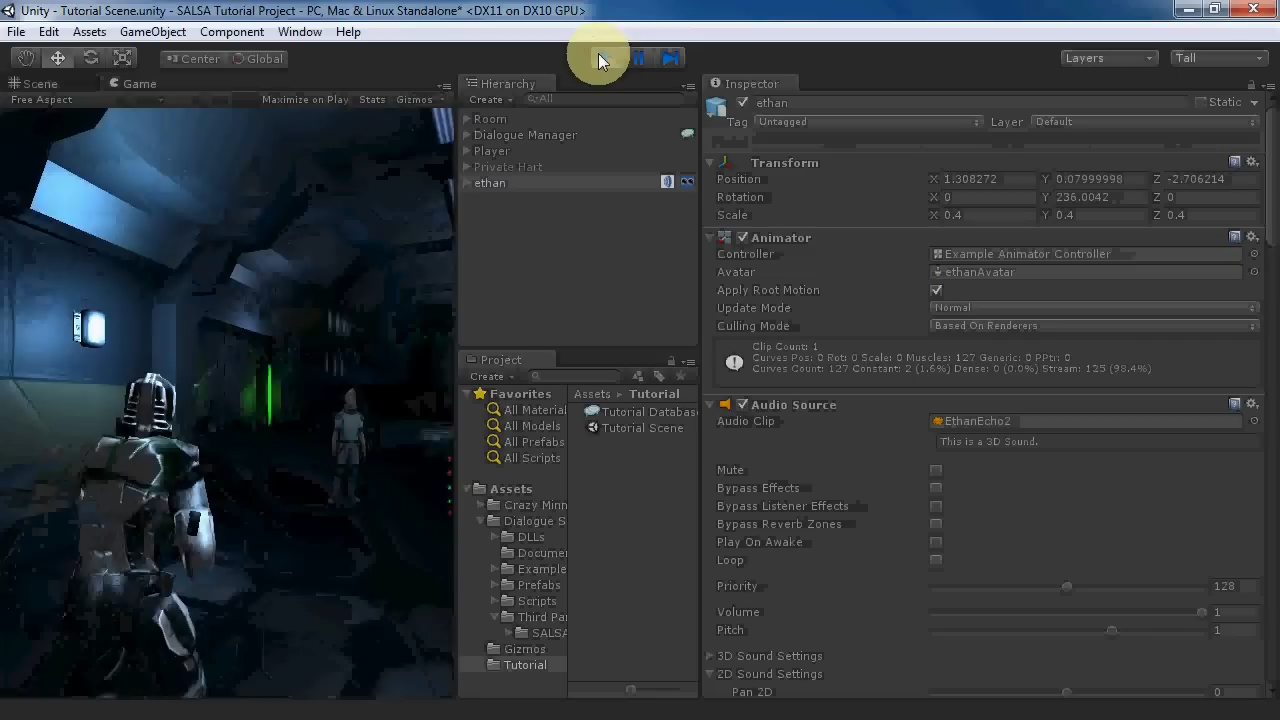 Unity - Tutorial Scene.unity - SALSA Tutorial Project - PC, Mac & Linux Standalone* <DX11 on DX10 GPU>
File Edit Assets GameObject Component Window Help
Center Global Layers Tall
Scene Game
Free Aspect Maximize on Play Stats Gizmos
Hierarchy
Create All
Room
Dialogue Manager
Player
Private Hart
ethan
Project
Create
Favorites
All Material
All Models
All Prefabs
All Scripts
Assets
Crazy Minn
Dialogue S
DLLs
Docume
Example
Prefabs
Scripts
Third Pa
SALSA
Gizmos
Tutorial
Assets Tutorial
Tutorial Databas
Tutorial Scene
Inspector
ethan Static
Tag Untagged Layer Default
Transform
Position X 1.308272 Y 0.07999998 Z -2.706214
Rotation X 0 Y 236.0042 Z 0
Scale X 0.4 Y 0.4 Z 0.4
Animator
Controller Example Animator Controller
Avatar ethanAvatar
Apply Root Motion
Update Mode Normal
Culling Mode Based On Renderers
Clip Count: 1
Curves Pos: 0 Rot: 0 Scale: 0 Muscles: 127 Generic: 0 PPtr: 0
Curves Count: 127 Constant: 2 (1.6%) Dense: 0 (0.0%) Stream: 125 (98.4%)
Audio Source
Audio Clip EthanEcho2
This is a 3D Sound.
Mute
Bypass Effects
Bypass Listener Effects
Bypass Reverb Zones
Play On Awake
Loop
Priority 128
Volume 1
Pitch 1
3D Sound Settings
2D Sound Settings
Pan 2D 0